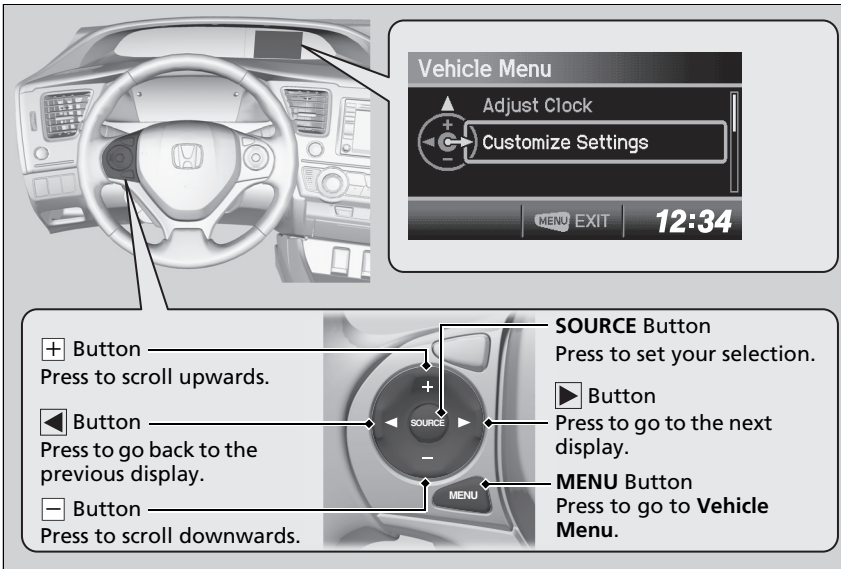 Vehicle Menu
Adjust Clock
+
Customize Settings
−
MENU EXIT
12:34
+ Button
Press to scroll upwards.
◀ Button
Press to go back to the
previous display.
− Button
Press to scroll downwards.
+
◀ SOURCE ▶
−
MENU
SOURCE Button
Press to set your selection.
▶ Button
Press to go to the next
display.
MENU Button
Press to go to Vehicle
Menu.